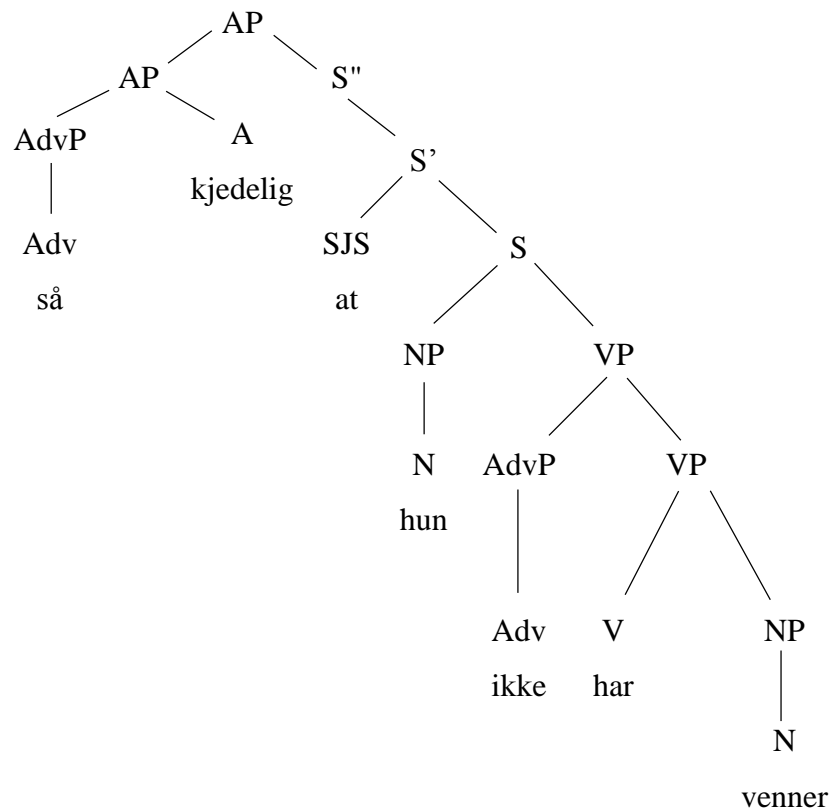 AP
AP S"
AdvP A S’
kjedelig
Adv SJS S
så at
NP VP
N AdvP VP
hun
Adv V NP
ikke har
N
venner